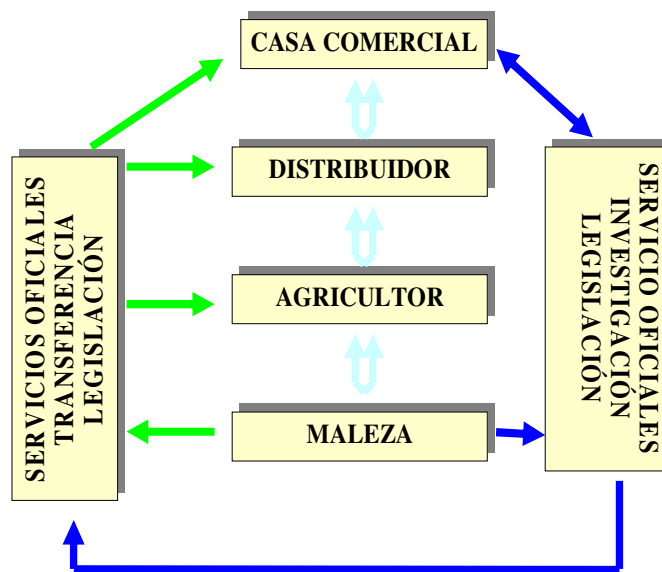 CASA COMERCIAL
DISTRIBUIDOR
AGRICULTOR
MALEZA
SERVICIOS OFICIALES
TRANSFERENCIA
LEGISLACIÓN
SERVICIO OFICIALES
INVESTIGACIÓN
LEGISLACIÓN